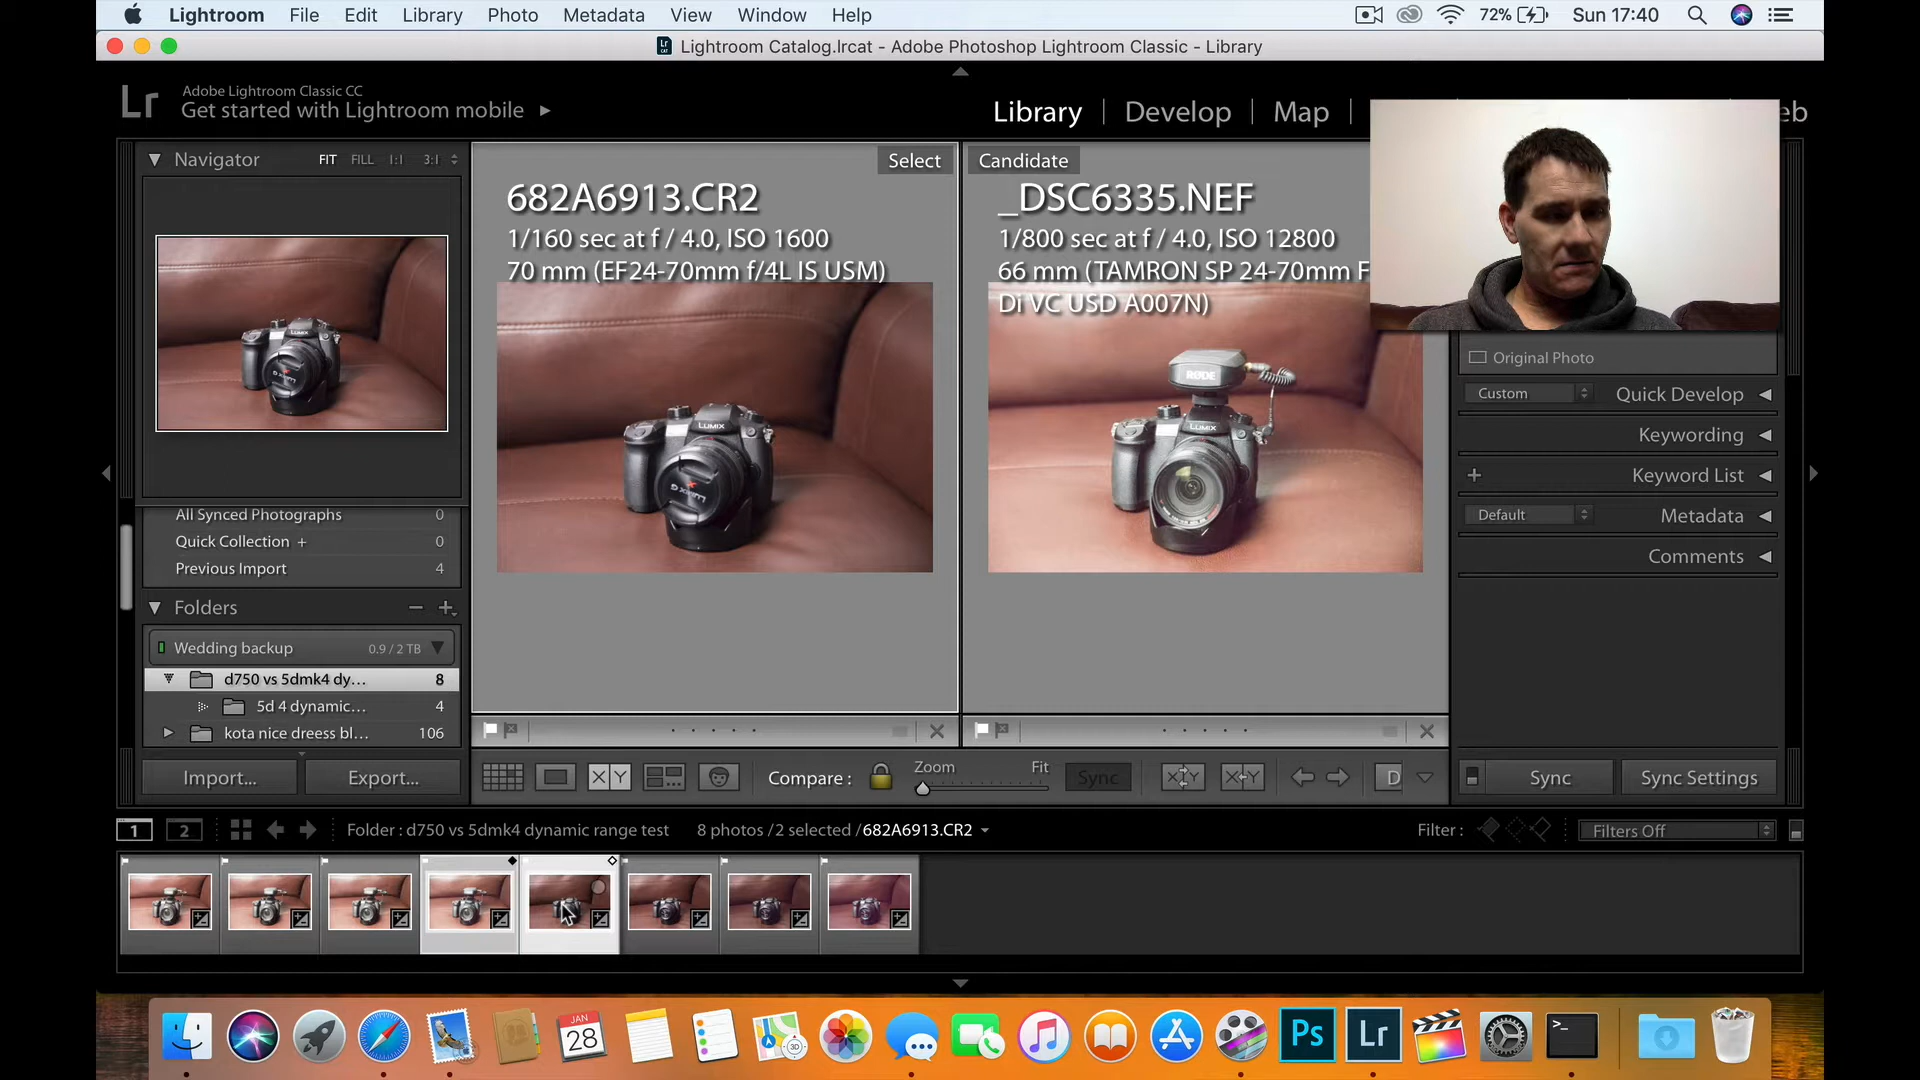 Lightroom File Edit Library Photo Metadata View Window Help 72% Sun 17:40
Lightroom Catalog.lrcat - Adobe Photoshop Lightroom Classic - Library
Lr Adobe Lightroom Classic CC
Get started with Lightroom mobile
Library | Develop | Map | eb
Navigator FIT FILL 1:1 3:1
Select
682A6913.CR2
1/160 sec at f / 4.0, ISO 1600
70 mm (EF24-70mm f/4L IS USM)
Candidate
_DSC6335.NEF
1/800 sec at f / 4.0, ISO 12800
66 mm (TAMRON SP 24-70mm F
Di VC USD A007N)
RØDE
LUMIX
LUMIX
LUMIX G
Original Photo
Custom Quick Develop
Keywording
+ Keyword List
Default Metadata
Comments
All Synced Photographs 0
Quick Collection + 0
Previous Import 4
Folders
Wedding backup 0.9 / 2 TB
d750 vs 5dmk4 dy... 8
5d 4 dynamic... 4
kota nice dreess bl... 106
Import... Export...
X Y Compare : Zoom Fit Sync X Y X Y D
Sync Sync Settings
1 2 Folder : d750 vs 5dmk4 dynamic range test 8 photos / 2 selected / 682A6913.CR2
Filter : Filters Off
JAN
28
3D
Ps
Lr
>_